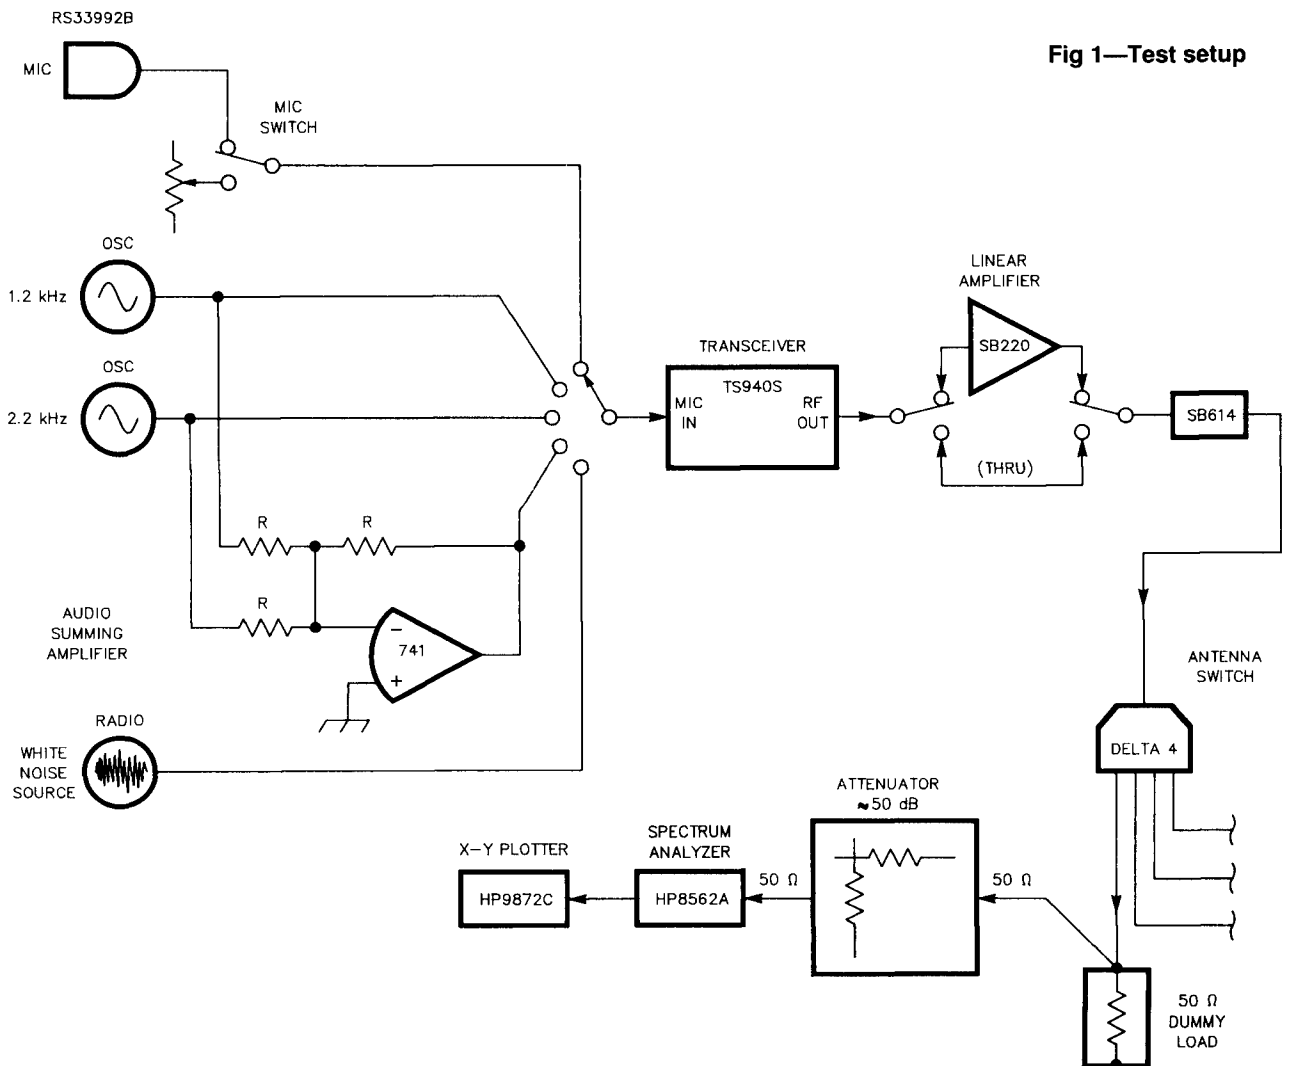 RS33992B
Fig 1—Test setup
MIC
MIC
SWITCH
OSC
1.2 kHz
OSC
2.2 kHz
LINEAR
AMPLIFIER
SB220
TRANSCEIVER
TS940S
MIC
IN
RF
OUT
(THRU)
SB614
R
R
R
AUDIO
SUMMING
AMPLIFIER
−
741
+
ANTENNA
SWITCH
DELTA 4
RADIO
WHITE
NOISE
SOURCE
ATTENUATOR
≈50 dB
SPECTRUM
ANALYZER
X-Y PLOTTER
HP9872C
HP8562A
50 Ω
50 Ω
50 Ω
DUMMY
LOAD